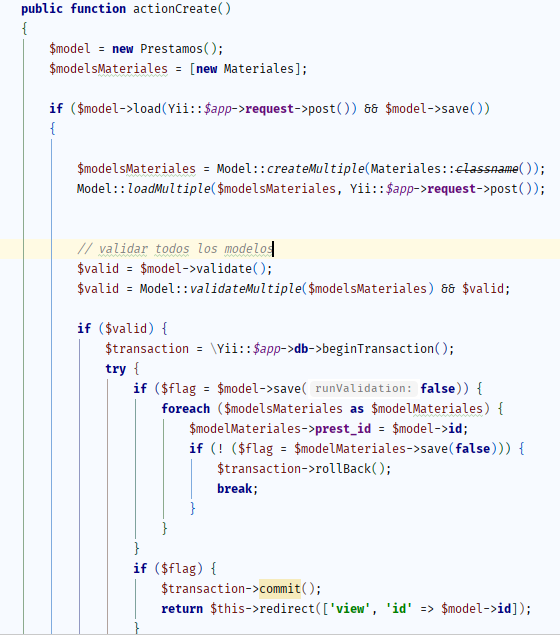 public function actionCreate()
{
$model = new Prestamos();
$modelsMateriales = [new Materiales];
if ($model->load(Yii::$app->request->post()) && $model->save())
{
$modelsMateriales = Model::createMultiple(Materiales::classname());
Model::loadMultiple($modelsMateriales, Yii::$app->request->post());
// validar todos los modelos
$valid = $model->validate();
$valid = Model::validateMultiple($modelsMateriales) && $valid;
if ($valid) {
$transaction = \Yii::$app->db->beginTransaction();
try {
if ($flag = $model->save( runValidation: false)) {
foreach ($modelsMateriales as $modelMateriales) {
$modelMateriales->prest_id = $model->id;
if (! ($flag = $modelMateriales->save(false))) {
$transaction->rollBack();
break;
}
}
}
if ($flag) {
$transaction->commit();
return $this->redirect(['view', 'id' => $model->id]);
}